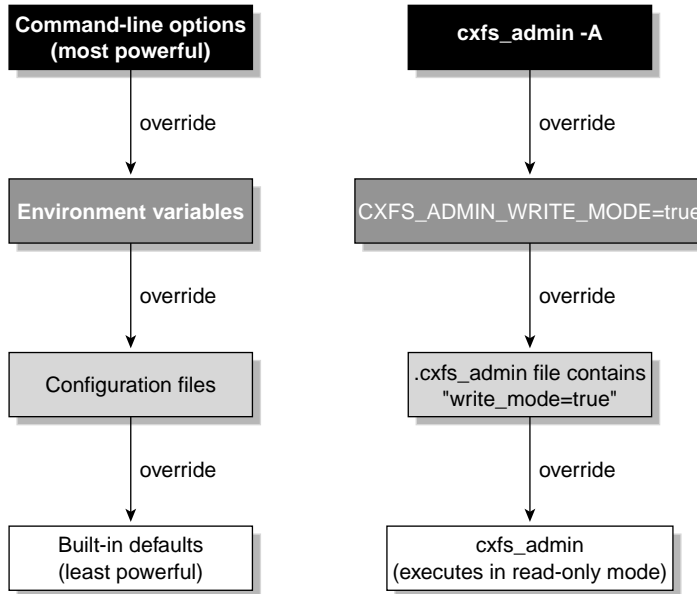 Command-line options
(most powerful)
override
Environment variables
override
Configuration files
override
Built-in defaults
(least powerful)
cxfs_admin -A
override
CXFS_ADMIN_WRITE_MODE=true
override
.cxfs_admin file contains
"write_mode=true"
override
cxfs_admin
(executes in read-only mode)